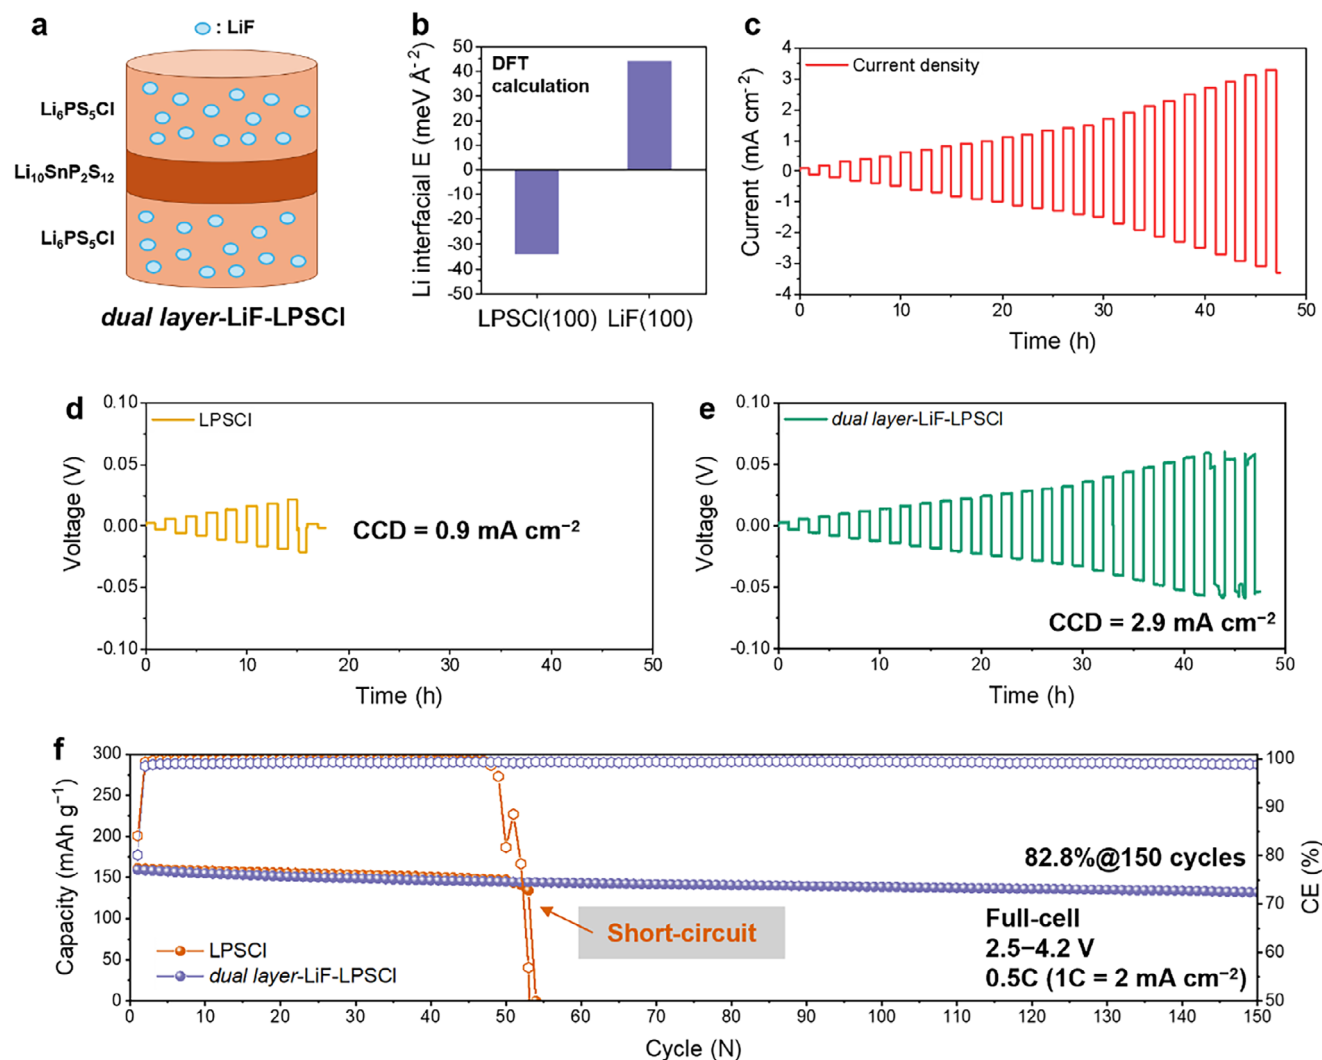 a
: LiF
Li₆PS₅Cl
Li₁₀SnP₂S₁₂
Li₆PS₅Cl
dual layer-LiF-LPSCl
b
50
40
30
20
10
0
-10
-20
-30
-40
-50
Li interfacial E (meV Å⁻²)
DFT
calculation
LPSCl(100) LiF(100)
c
4
3
2
1
0
-1
-2
-3
-4
Current (mA cm⁻²)
Current density
0 10 20 30 40 50
Time (h)
d
0.10
0.05
0.00
-0.05
-0.10
Voltage (V)
LPSCl
CCD = 0.9 mA cm⁻²
0 10 20 30 40 50
Time (h)
e
0.10
0.05
0.00
-0.05
-0.10
Voltage (V)
dual layer-LiF-LPSCl
CCD = 2.9 mA cm⁻²
0 10 20 30 40 50
Time (h)
f
300
250
200
150
100
50
0
Capacity (mAh g⁻¹)
100
90
80
70
60
50
CE (%)
82.8%@150 cycles
Short-circuit
Full-cell
2.5–4.2 V
0.5C (1C = 2 mA cm⁻²)
LPSCl
dual layer-LiF-LPSCl
0 10 20 30 40 50 60 70 80 90 100 110 120 130 140 150
Cycle (N)